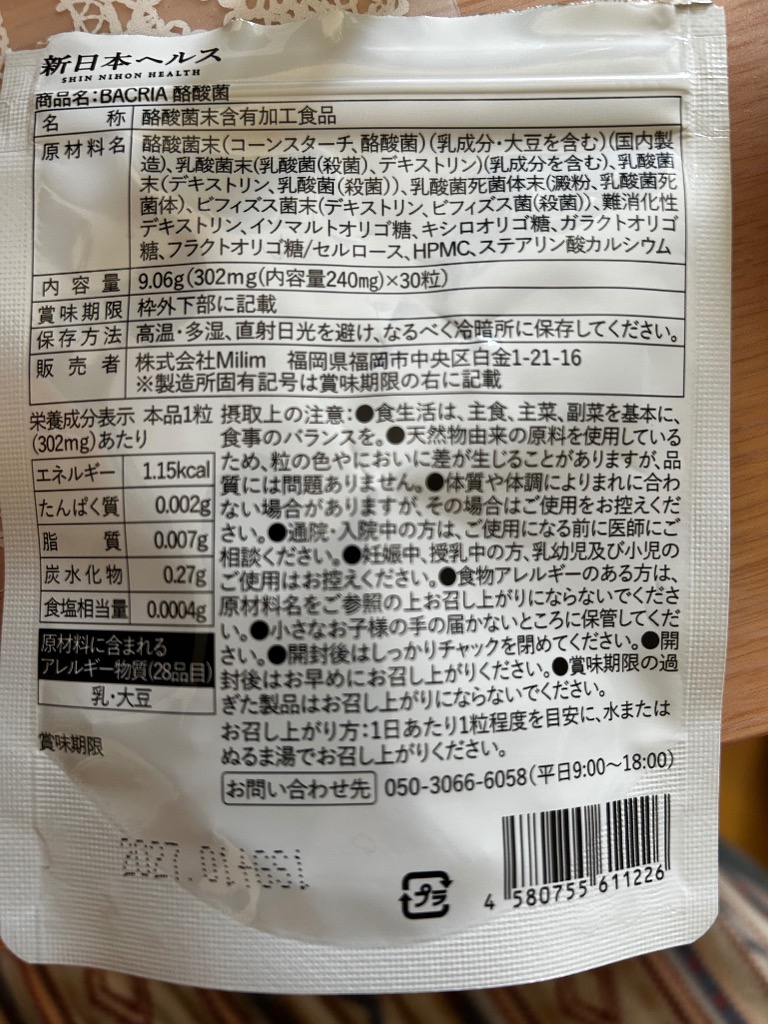 新日本ヘルス
SHIN NIHON HEALTH
商品名:BACRIA 酪酸菌
名称 酪酸菌末含有加工食品
原材料名 酪酸菌末(コーンスターチ、酪酸菌)(乳成分・大豆を含む)(国内製
造)、乳酸菌末(乳酸菌(殺菌)、デキストリン)(乳成分を含む)、乳酸菌
末(デキストリン、乳酸菌(殺菌))、乳酸菌死菌体末(澱粉、乳酸菌死
菌体)、ビフィズス菌末(デキストリン、ビフィズス菌(殺菌))、難消化性
デキストリン、イソマルトオリゴ糖、キシロオリゴ糖、ガラクトオリゴ
糖、フラクトオリゴ糖/セルロース、HPMC、ステアリン酸カルシウム
内容量 9.06g(302mg(内容量240mg)×30粒)
賞味期限 枠外下部に記載
保存方法 高温・多湿、直射日光を避け、なるべく冷暗所に保存してください。
販売者 株式会社Milim 福岡県福岡市中央区白金1-21-16
※製造所固有記号は賞味期限の右に記載
栄養成分表示 本品1粒
(302mg)あたり
エネルギー 1.15kcal
たんぱく質 0.002g
脂質 0.007g
炭水化物 0.27g
食塩相当量 0.0004g
原材料に含まれる
アレルギー物質(28品目)
乳・大豆
賞味期限
摂取上の注意:●食生活は、主食、主菜、副菜を基本に、
食事のバランスを。●天然物由来の原料を使用している
ため、粒の色やにおいに差が生じることがありますが、品
質には問題ありません。●体質や体調によりまれに合わ
ない場合がありますが、その場合はご使用をお控えくだ
さい。●通院・入院中の方は、ご使用になる前に医師にご
相談ください。●妊娠中、授乳中の方、乳幼児及び小児の
ご使用はお控えください。●食物アレルギーのある方は、
原材料名をご参照の上お召し上がりにならないでくださ
い。●小さなお子様の手の届かないところに保管してくだ
さい。●開封後はしっかりチャックを閉めてください。●開
封後はお早めにお召し上がりください。●賞味期限の過
ぎた製品はお召し上がりにならないでください。
お召し上がり方:1日あたり1粒程度を目安に、水または
ぬるま湯でお召し上がりください。
お問い合わせ先 050-3066-6058(平日9:00〜18:00)
プラ
4 580755 611226